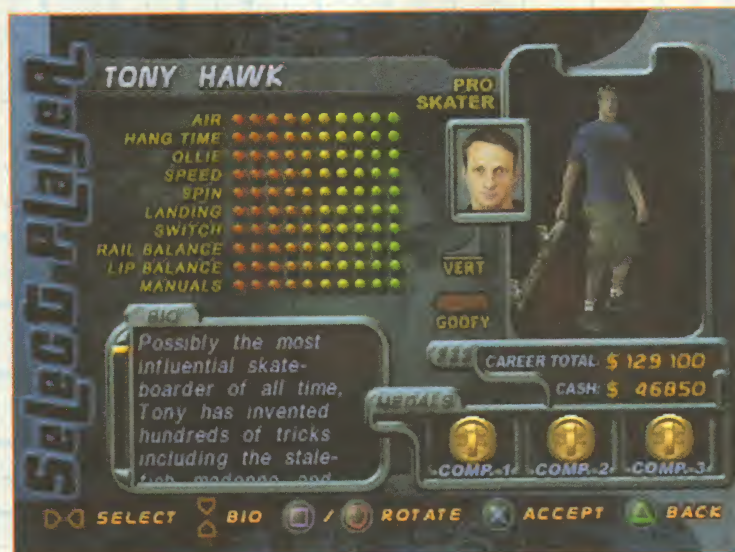 Select Player
TONY HAWK
PRO
SKATER
AIR
HANG TIME
OLLIE
SPEED
SPIN
LANDING
SWITCH
RAIL BALANCE
LIP BALANCE
MANUALS
VERT
GOOFY
BIO
Possibly the most
influential skate-
boarder of all time,
Tony has invented
hundreds of tricks
including the stale-
fish, madonna and
CAREER TOTAL: $ 129 100
CASH: $ 46850
MEDALS
COMP. 1
COMP. 2
COMP. 3
SELECT BIO / ROTATE ACCEPT BACK